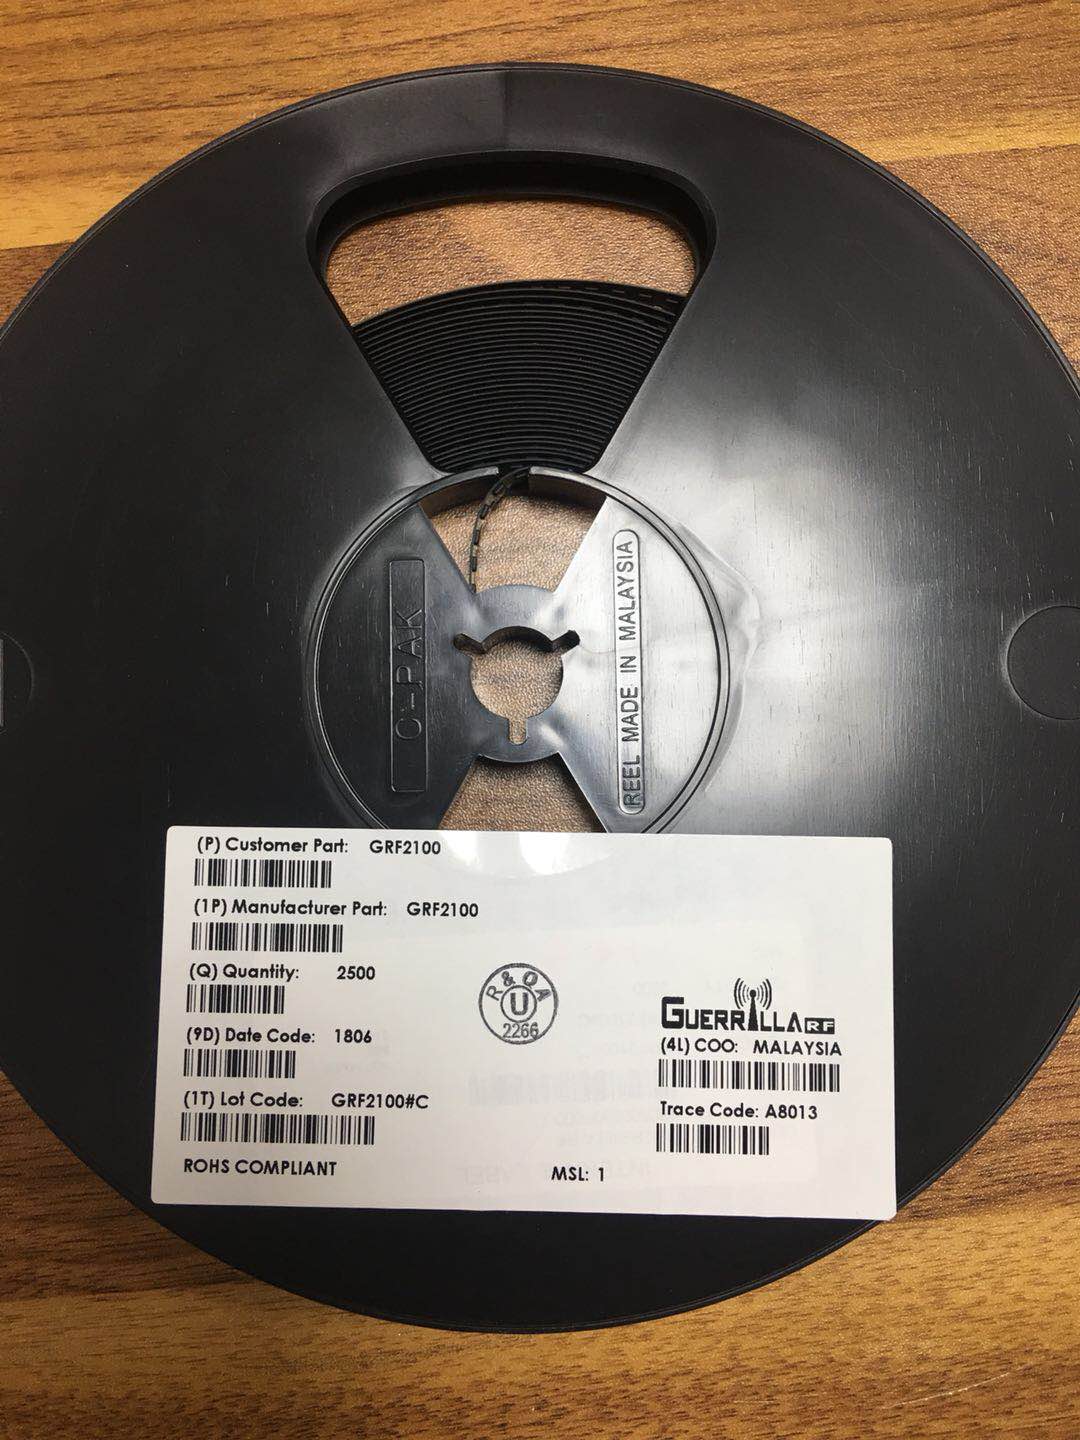 C-PAK
REEL MADE IN MALAYSIA
(P) Customer Part: GRF2100
(1P) Manufacturer Part: GRF2100
(Q) Quantity: 2500
(9D) Date Code: 1806
(1T) Lot Code: GRF2100#C
ROHS COMPLIANT
R & QA
U
2266
MSL: 1
GUERRILLA RF
(4L) COO: MALAYSIA
Trace Code: A8013